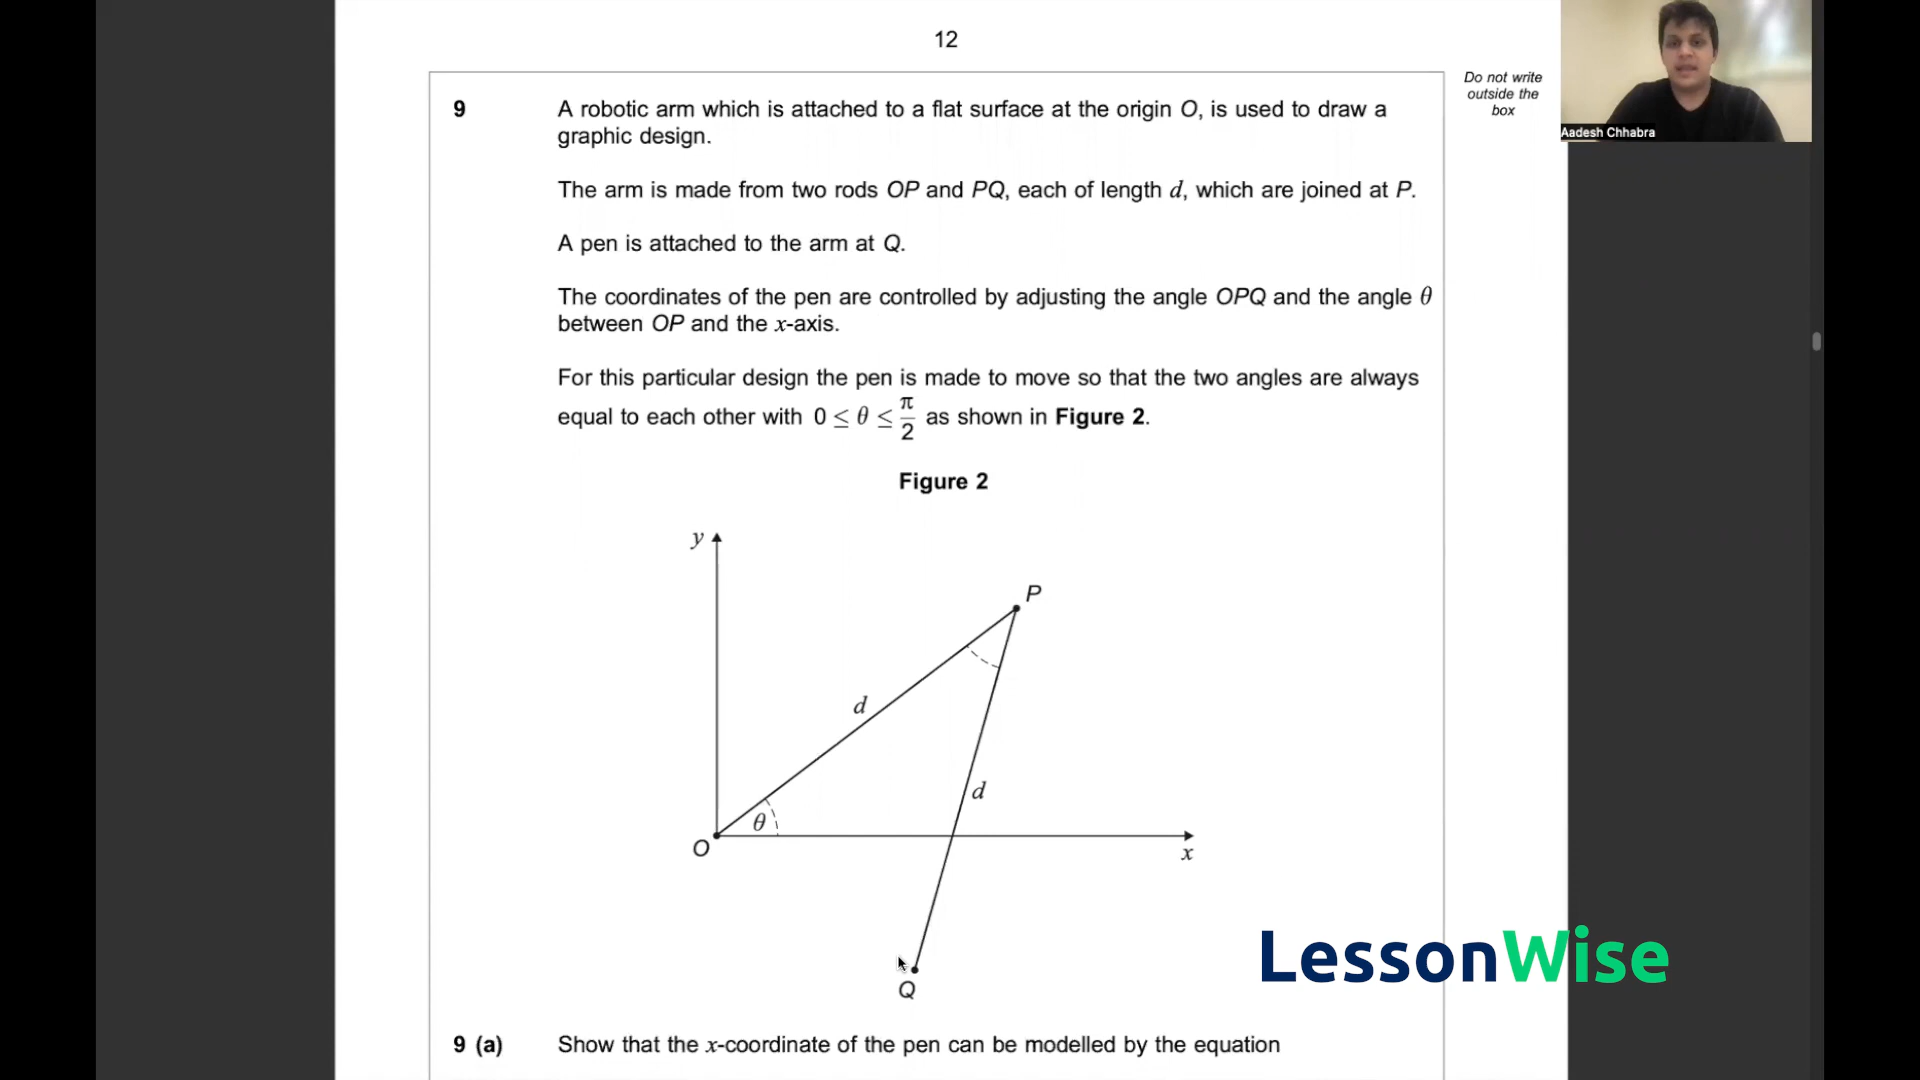 12
Do not write
outside the
box
Aadesh Chhabra
9 A robotic arm which is attached to a flat surface at the origin O, is used to draw a
graphic design.
The arm is made from two rods OP and PQ, each of length d, which are joined at P.
A pen is attached to the arm at Q.
The coordinates of the pen are controlled by adjusting the angle OPQ and the angle θ
between OP and the x-axis.
For this particular design the pen is made to move so that the two angles are always
equal to each other with 0 ≤ θ ≤ π/2 as shown in Figure 2.
Figure 2
y
P
d
d
θ
O
x
Q
LessonWise
9 (a) Show that the x-coordinate of the pen can be modelled by the equation